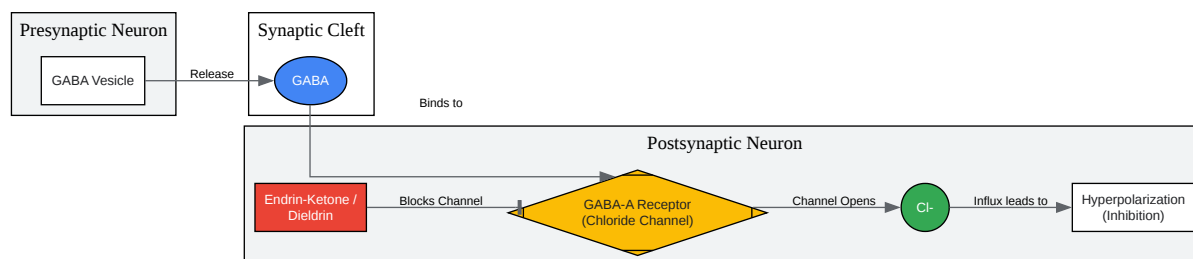 Presynaptic Neuron
Synaptic Cleft
GABA Vesicle
Release
GABA
Binds to
Postsynaptic Neuron
Endrin-Ketone /
Dieldrin
Blocks Channel
GABA-A Receptor
(Chloride Channel)
Channel Opens
Cl-
Influx leads to
Hyperpolarization
(Inhibition)